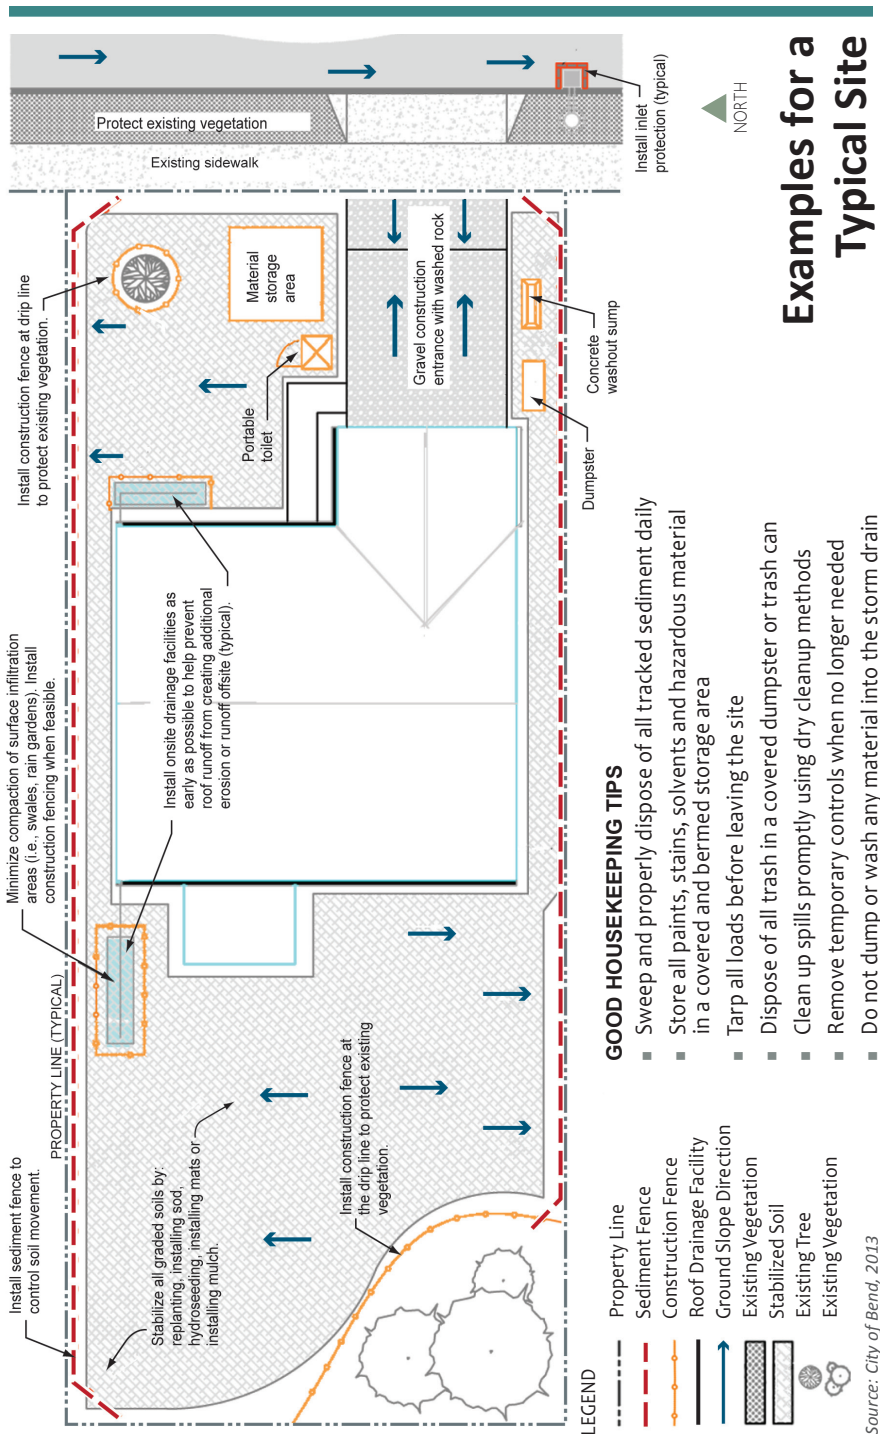 Examples for a
Typical Site
NORTH
Install inlet
protection (typical)
Protect existing vegetation
Existing sidewalk
Install construction fence at drip line
to protect existing vegetation.
Material
storage
area
Portable
toilet
Gravel construction
entrance with washed rock
Concrete
washout sump
Dumpster
Minimize compaction of surface infiltration
areas (i.e., swales, rain gardens). Install
construction fencing when feasible.
Install onsite drainage facilities as
early as possible to help prevent
roof runoff from creating additional
erosion or runoff offsite (typical).
PROPERTY LINE (TYPICAL)
Install sediment fence to
control soil movement.
Stabilize all graded soils by:
replanting, installing sod,
hydroseeding, installing mats or
installing mulch.
Install construction fence at
the drip line to protect existing
vegetation.
LEGEND
Property Line
Sediment Fence
Construction Fence
Roof Drainage Facility
Ground Slope Direction
Existing Vegetation
Stabilized Soil
Existing Tree
Existing Vegetation
GOOD HOUSEKEEPING TIPS
Sweep and properly dispose of all tracked sediment daily
Store all paints, stains, solvents and hazardous material
in a covered and bermed storage area
Tarp all loads before leaving the site
Dispose of all trash in a covered dumpster or trash can
Clean up spills promptly using dry cleanup methods
Remove temporary controls when no longer needed
Do not dump or wash any material into the storm drain
Source: City of Bend, 2013